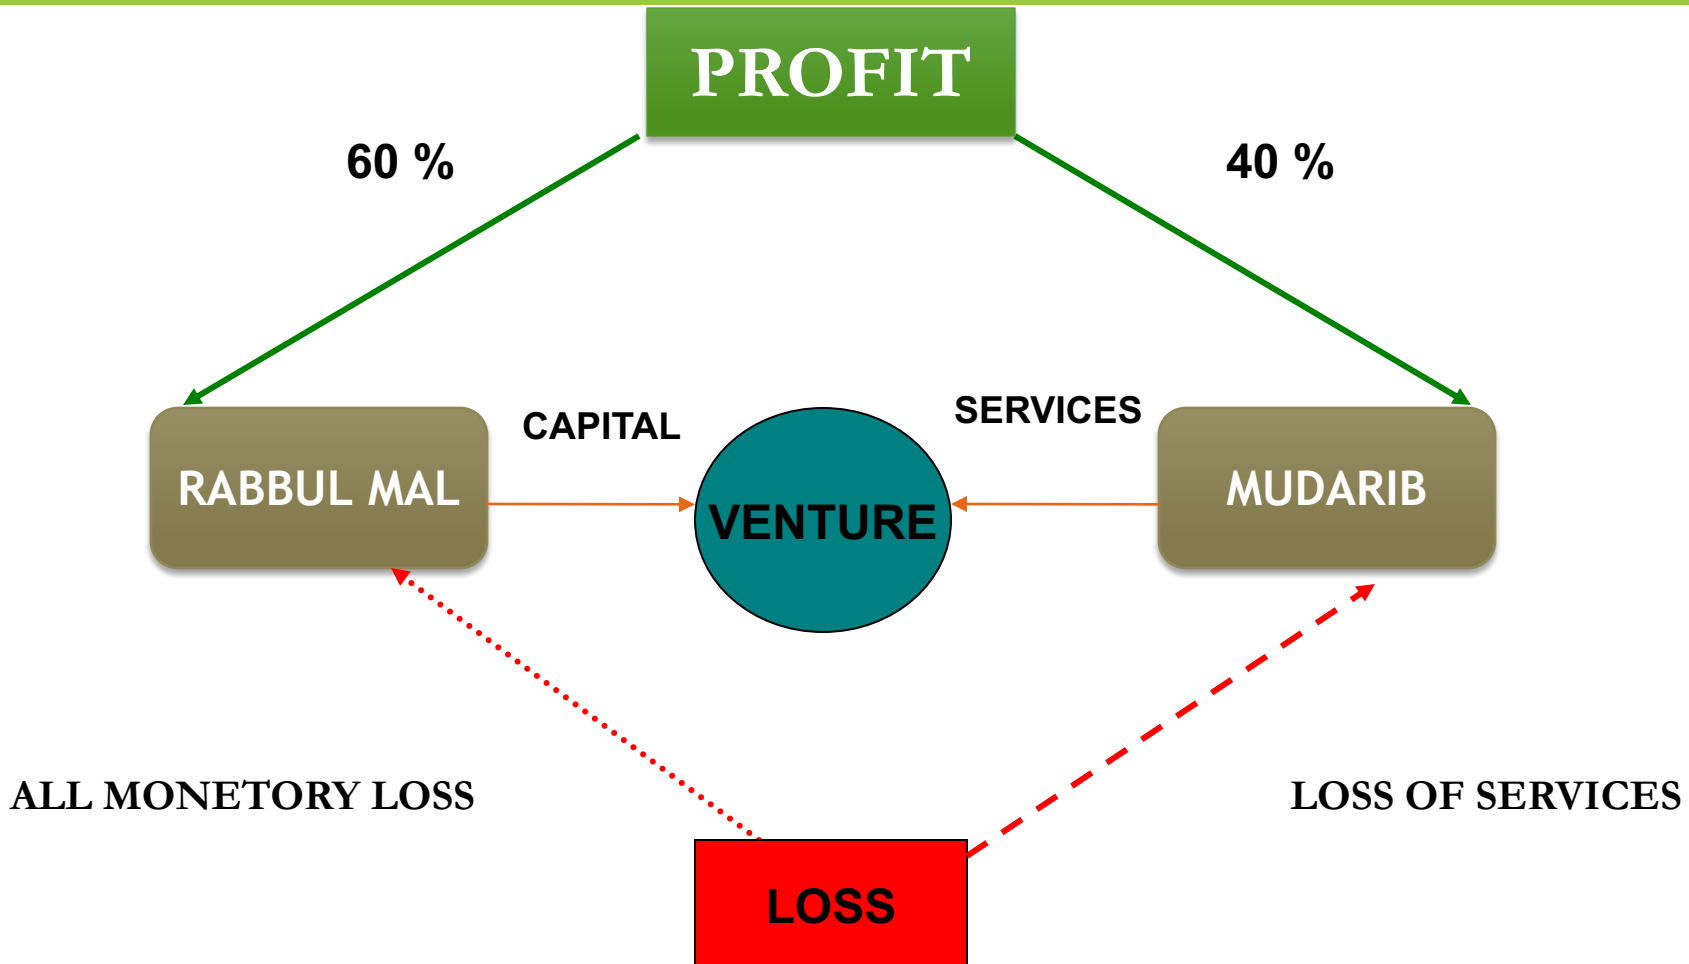 PROFIT
60 %
40 %
CAPITAL
SERVICES
RABBUL MAL
VENTURE
MUDARIB
ALL MONETORY LOSS
LOSS OF SERVICES
LOSS